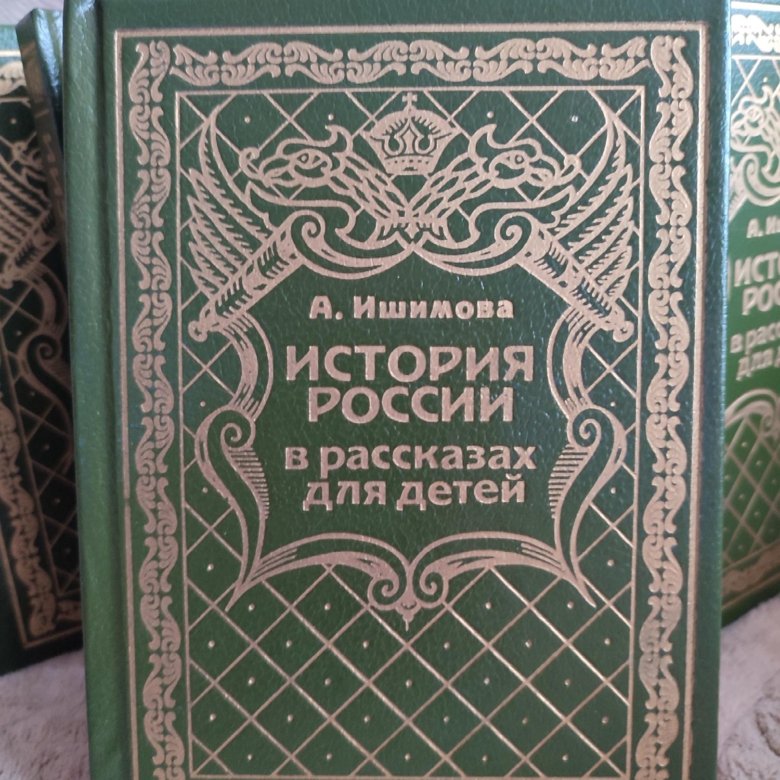 А. Ишимова
ИСТОРИЯ
РОССИИ
в рассказах
для детей